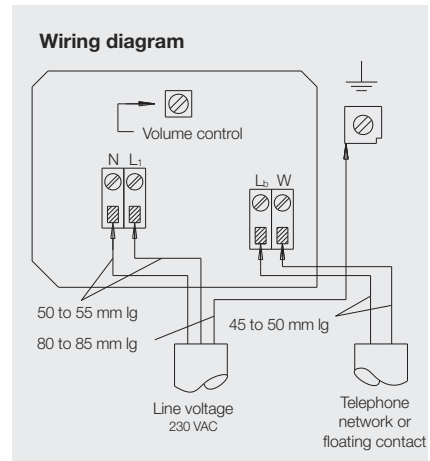 Wiring diagram
Volume control
N L₁
L_b W
50 to 55 mm lg
80 to 85 mm lg
45 to 50 mm lg
Line voltage
230 VAC
Telephone
network or
floating contact